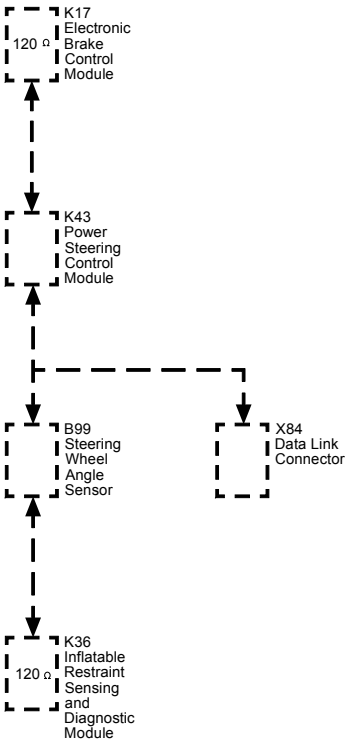 K17
Electronic
Brake
Control
Module
120 Ω
K43
Power
Steering
Control
Module
B99
Steering
Wheel
Angle
Sensor
X84
Data Link
Connector
K36
Inflatable
Restraint
Sensing
and
Diagnostic
Module
120 Ω